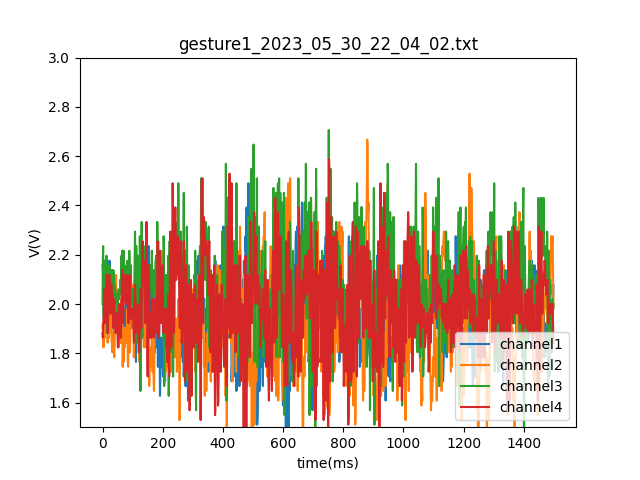 gesture1_2023_05_30_22_04_02.txt
3.0
2.8
2.6
2.4
2.2
2.0
1.8
1.6
V(V)
channel1
channel2
channel3
channel4
0 200 400 600 800 1000 1200 1400
time(ms)